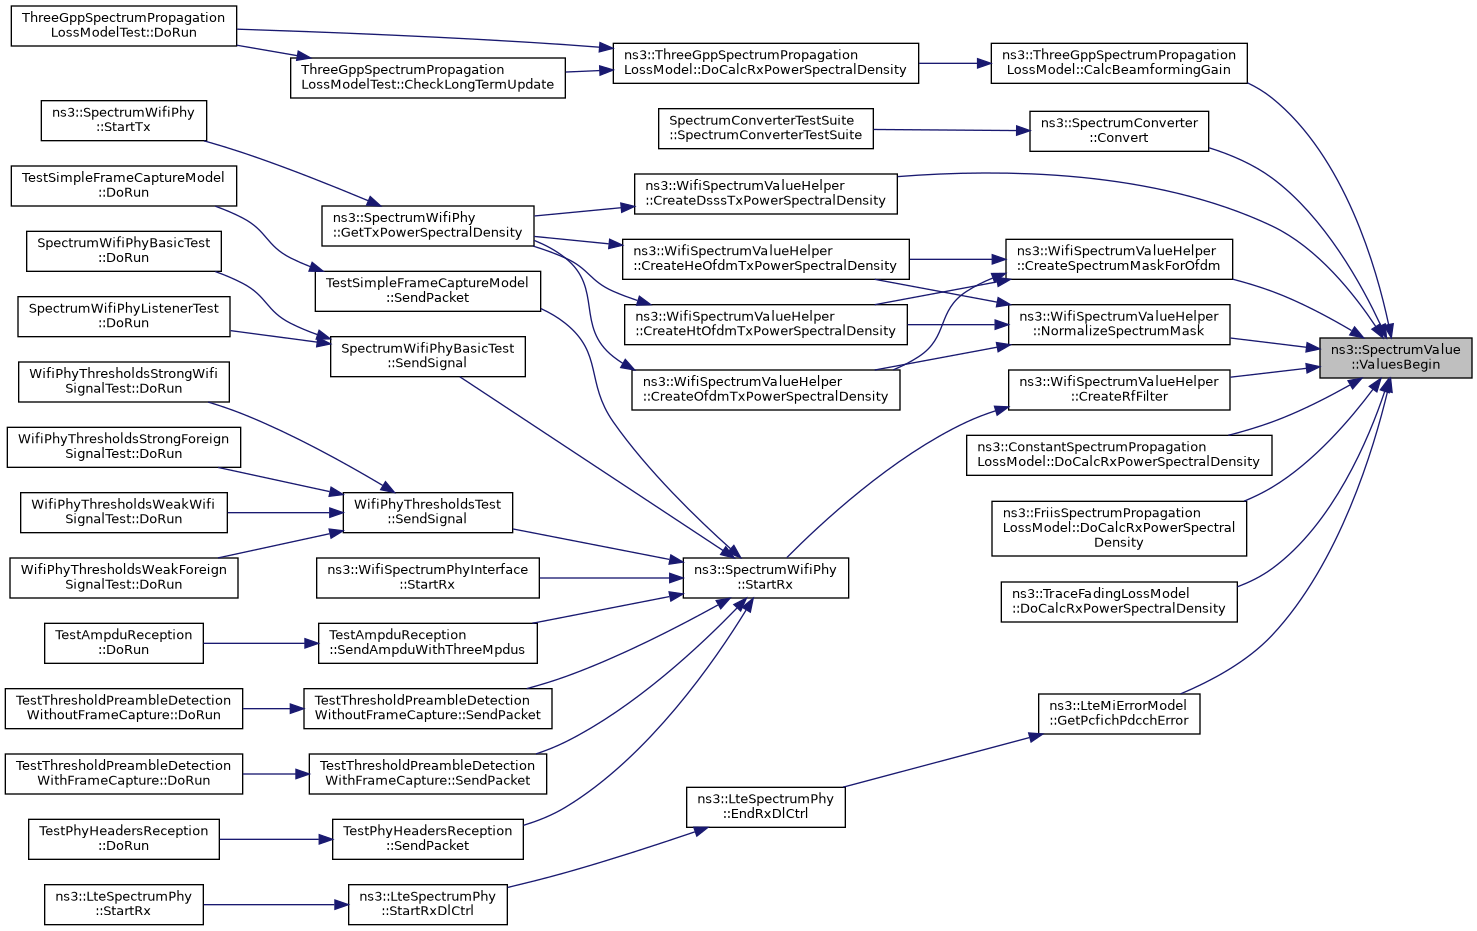 ThreeGppSpectrumPropagation
LossModelTest::DoRun
ThreeGppSpectrumPropagation
LossModelTest::CheckLongTermUpdate
ns3::ThreeGppSpectrumPropagation
LossModel::DoCalcRxPowerSpectralDensity
ns3::ThreeGppSpectrumPropagation
LossModel::CalcBeamformingGain
ns3::SpectrumWifiPhy
::StartTx
SpectrumConverterTestSuite
::SpectrumConverterTestSuite
ns3::SpectrumConverter
::Convert
TestSimpleFrameCaptureModel
::DoRun
ns3::SpectrumWifiPhy
::GetTxPowerSpectralDensity
ns3::WifiSpectrumValueHelper
::CreateDsssTxPowerSpectralDensity
SpectrumWifiPhyBasicTest
::DoRun
TestSimpleFrameCaptureModel
::SendPacket
ns3::WifiSpectrumValueHelper
::CreateHeOfdmTxPowerSpectralDensity
ns3::WifiSpectrumValueHelper
::CreateSpectrumMaskForOfdm
SpectrumWifiPhyListenerTest
::DoRun
ns3::WifiSpectrumValueHelper
::CreateHtOfdmTxPowerSpectralDensity
ns3::WifiSpectrumValueHelper
::NormalizeSpectrumMask
SpectrumWifiPhyBasicTest
::SendSignal
ns3::SpectrumValue
::ValuesBegin
WifiPhyThresholdsStrongWifi
SignalTest::DoRun
ns3::WifiSpectrumValueHelper
::CreateOfdmTxPowerSpectralDensity
ns3::WifiSpectrumValueHelper
::CreateRfFilter
WifiPhyThresholdsStrongForeign
SignalTest::DoRun
ns3::ConstantSpectrumPropagation
LossModel::DoCalcRxPowerSpectralDensity
WifiPhyThresholdsWeakWifi
SignalTest::DoRun
WifiPhyThresholdsTest
::SendSignal
ns3::FriisSpectrumPropagation
LossModel::DoCalcRxPowerSpectral
Density
WifiPhyThresholdsWeakForeign
SignalTest::DoRun
ns3::WifiSpectrumPhyInterface
::StartRx
ns3::SpectrumWifiPhy
::StartRx
ns3::TraceFadingLossModel
::DoCalcRxPowerSpectralDensity
TestAmpduReception
::DoRun
TestAmpduReception
::SendAmpduWithThreeMpdus
TestThresholdPreambleDetection
WithoutFrameCapture::DoRun
TestThresholdPreambleDetection
WithoutFrameCapture::SendPacket
ns3::LteMiErrorModel
::GetPcfichPdcchError
TestThresholdPreambleDetection
WithFrameCapture::DoRun
TestThresholdPreambleDetection
WithFrameCapture::SendPacket
ns3::LteSpectrumPhy
::EndRxDlCtrl
TestPhyHeadersReception
::DoRun
TestPhyHeadersReception
::SendPacket
ns3::LteSpectrumPhy
::StartRx
ns3::LteSpectrumPhy
::StartRxDlCtrl